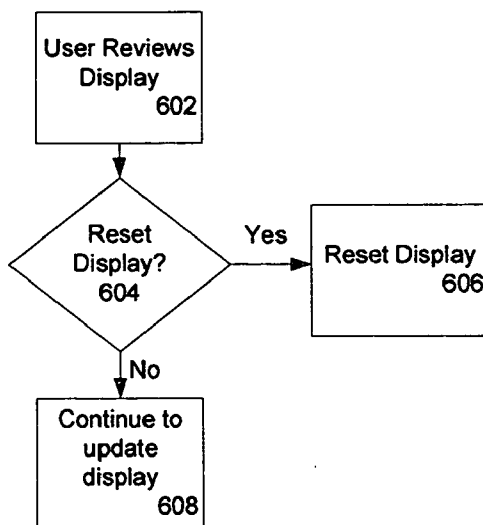 User Reviews
Display
602
Reset
Display?
604
Yes
Reset Display
606
No
Continue to
update
display
608